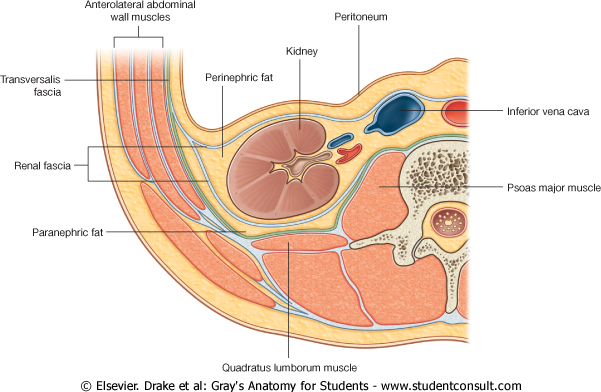 Anterolateral abdominal
wall muscles
Peritoneum
Kidney
Transversalis
fascia
Perinephric fat
Inferior vena cava
Renal fascia
Psoas major muscle
Paranephric fat
Quadratus lumborum muscle
© Elsevier. Drake et al: Gray's Anatomy for Students - www.studentconsult.com